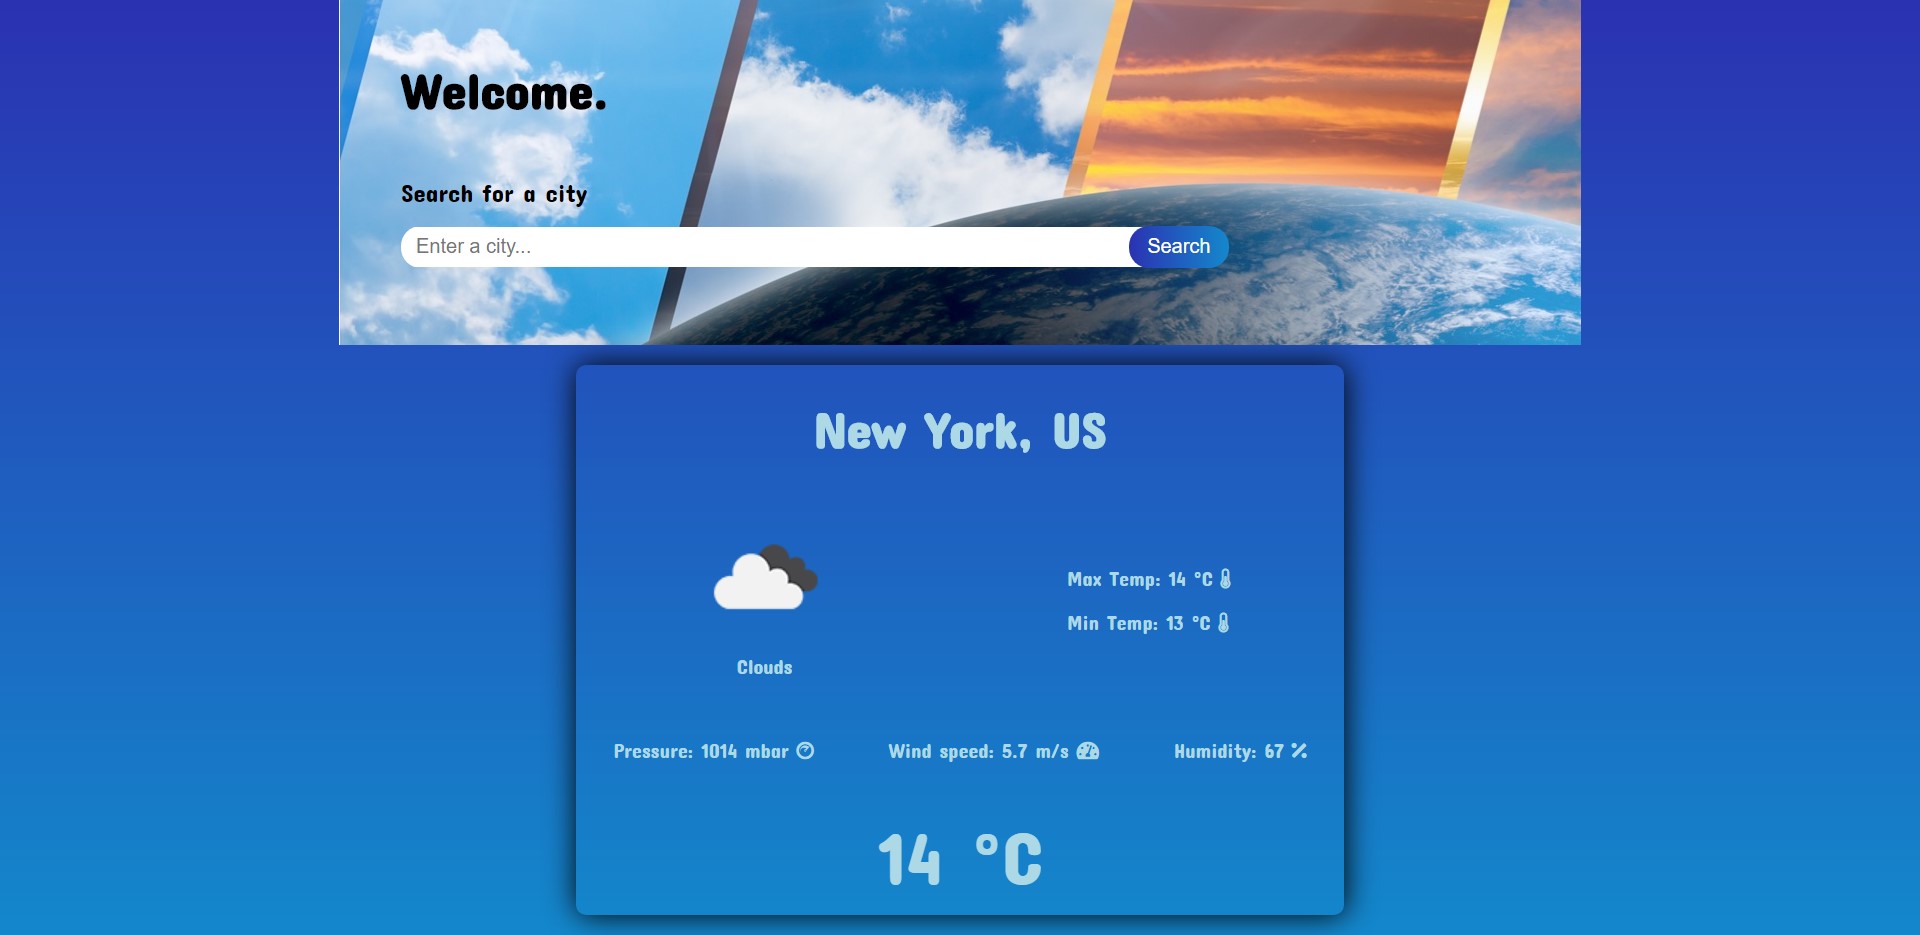 Welcome.
Search for a city
Enter a city...
Search
New York, US
Max Temp: 14 °C
Min Temp: 13 °C
Clouds
Pressure: 1014 mbar
Wind speed: 5.7 m/s
Humidity: 67 %
14 °C